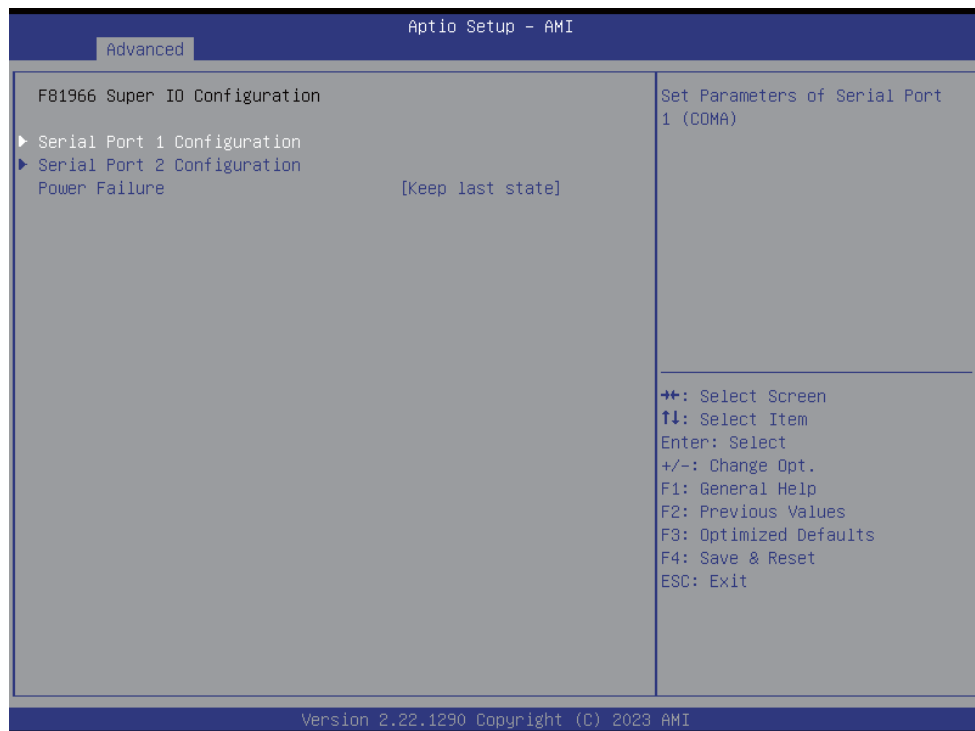 Aptio Setup – AMI
Advanced
F81966 Super IO Configuration
▶ Serial Port 1 Configuration
▶ Serial Port 2 Configuration
Power Failure [Keep last state]
Set Parameters of Serial Port
1 (COMA)
→←: Select Screen
↑↓: Select Item
Enter: Select
+/-: Change Opt.
F1: General Help
F2: Previous Values
F3: Optimized Defaults
F4: Save & Reset
ESC: Exit
Version 2.22.1290 Copyright (C) 2023 AMI